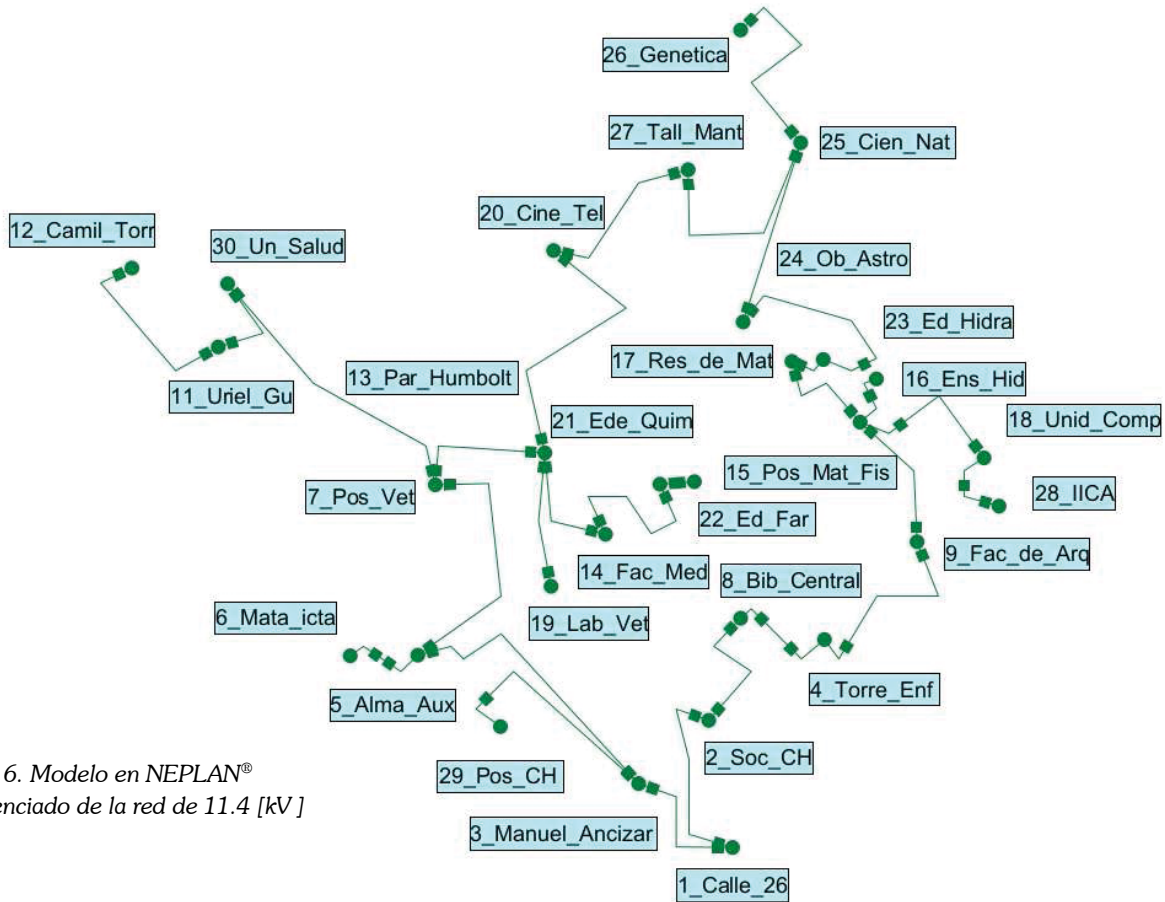 26_Genetica
27_Tall_Mant
25_Cien_Nat
20_Cine_Tel
12_Camil_Torr
30_Un_Salud
24_Ob_Astro
23_Ed_Hidra
17_Res_de_Mat
13_Par_Humbolt
16_Ens_Hid
11_Uriel_Gu
18_Unid_Comp
21_Ede_Quim
15_Pos_Mat_Fis
7_Pos_Vet
28_IICA
22_Ed_Far
9_Fac_de_Arq
14_Fac_Med
8_Bib_Central
6_Mata_icta
19_Lab_Vet
4_Torre_Enf
5_Alma_Aux
2_Soc_CH
29_Pos_CH
6. Modelo en NEPLAN®
enciado de la red de 11.4 [kV ]
3_Manuel_Ancizar
1_Calle_26